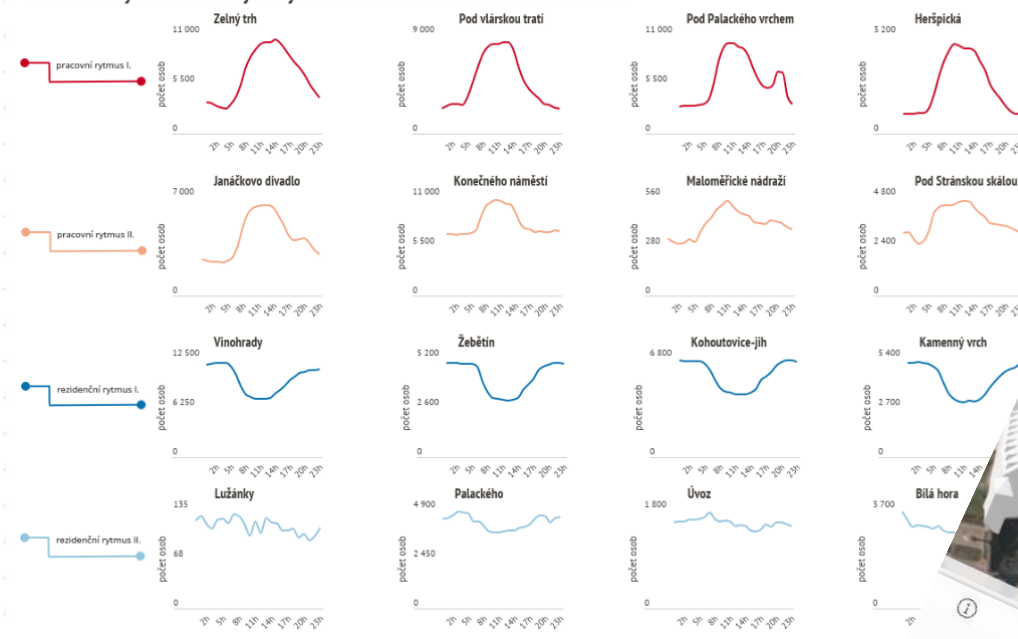 Zelný trh
Pod vlárskou tratí
Pod Palackého vrchem
Heršpická
11 000
9 000
11 000
3 200
pracovní rytmus I.
5 500
5 500
počet osob
počet osob
počet osob
počet osob
0
0
0
0
2h 5h 8h 11h 14h 17h 20h 23h
2h 5h 8h 11h 14h 17h 20h 23h
2h 5h 8h 11h 14h 17h 20h 23h
2h 5h 8h 11h 14h 17h 20h 23h
Janáčkovo divadlo
Konečného náměstí
Maloměřické nádraží
Pod Stránskou skálou
7 000
11 000
560
4 800
pracovní rytmus II.
5 500
280
2 400
počet osob
počet osob
počet osob
počet osob
0
0
0
0
2h 5h 8h 11h 14h 17h 20h 23h
2h 5h 8h 11h 14h 17h 20h 23h
2h 5h 8h 11h 14h 17h 20h 23h
2h 5h 8h 11h 14h 17h 20h 23h
Vinohrady
Žebětín
Kohoutovice-jih
Kamenný vrch
12 500
5 200
6 800
5 400
rezidenční rytmus I.
6 250
2 600
2 700
počet osob
počet osob
počet osob
počet osob
0
0
0
0
2h 5h 8h 11h 14h 17h 20h 23h
2h 5h 8h 11h 14h 17h 20h 23h
2h 5h 8h 11h 14h 17h 20h 23h
2h 5h 8h 11h 14h
Lužánky
Palackého
Úvoz
Bílá hora
135
4 900
1 800
3 700
rezidenční rytmus II.
68
2 450
počet osob
počet osob
počet osob
počet osob
0
0
0
0
2h 5h 8h 11h 14h 17h 20h 23h
2h 5h 8h 11h 14h 17h 20h 23h
2h 5h 8h 11h 14h 17h 20h 23h
2h
i